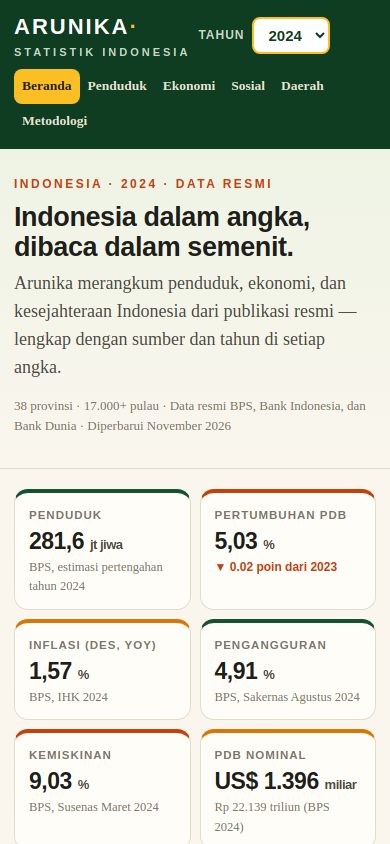 ARUNIKA·
STATISTIK INDONESIA
TAHUN 2024
Beranda Penduduk Ekonomi Sosial Daerah
Metodologi
INDONESIA · 2024 · DATA RESMI
Indonesia dalam angka,
dibaca dalam semenit.
Arunika merangkum penduduk, ekonomi, dan
kesejahteraan Indonesia dari publikasi resmi —
lengkap dengan sumber dan tahun di setiap
angka.
38 provinsi · 17.000+ pulau · Data resmi BPS, Bank Indonesia, dan
Bank Dunia · Diperbarui November 2026
PENDUDUK
281,6 jt jiwa
BPS, estimasi pertengahan
tahun 2024
PERTUMBUHAN PDB
5,03 %
▼ 0.02 poin dari 2023
INFLASI (DES, YOY)
1,57 %
BPS, IHK 2024
PENGANGGURAN
4,91 %
BPS, Sakernas Agustus 2024
KEMISKINAN
9,03 %
BPS, Susenas Maret 2024
PDB NOMINAL
US$ 1.396 miliar
Rp 22.139 triliun (BPS
2024)